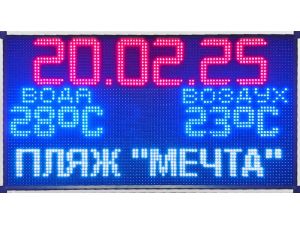 20.02.25
ВОДА ВОЗДУХ
28°C 23°C
ПЛЯЖ "МЕЧТА"